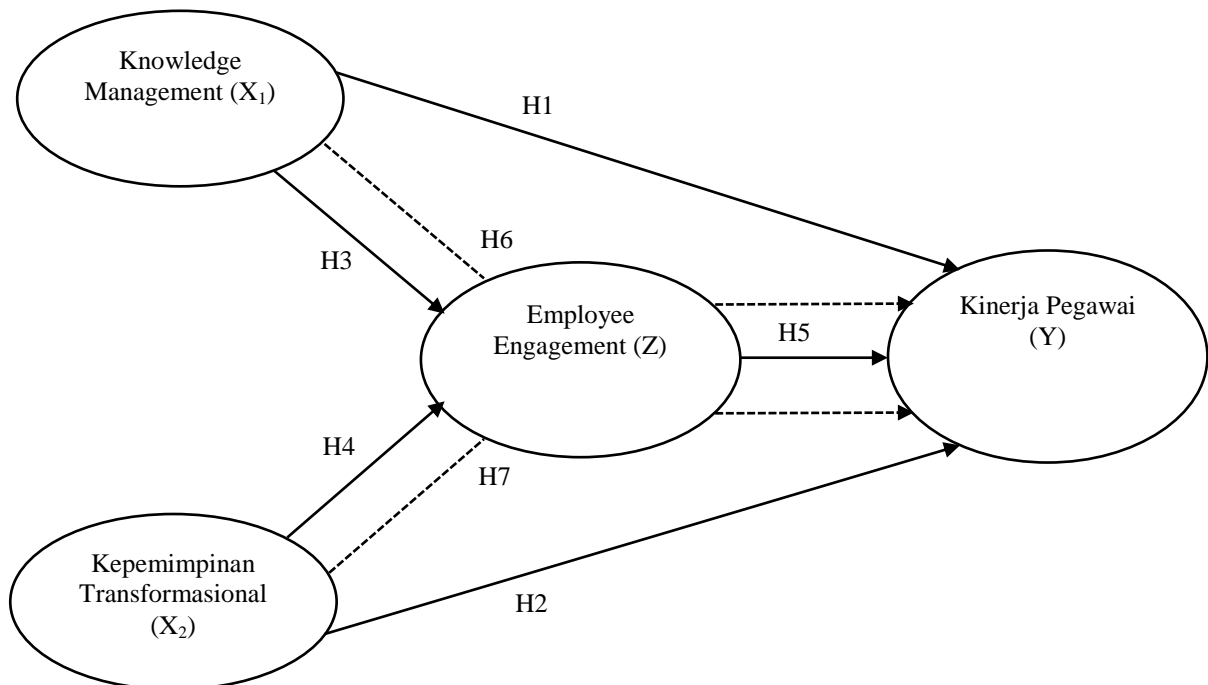 Knowledge
Management (X₁)
H1
H6
H3
Employee
Engagement (Z)
H5
Kinerja Pegawai
(Y)
H4
H7
Kepemimpinan
Transformasional
(X₂)
H2